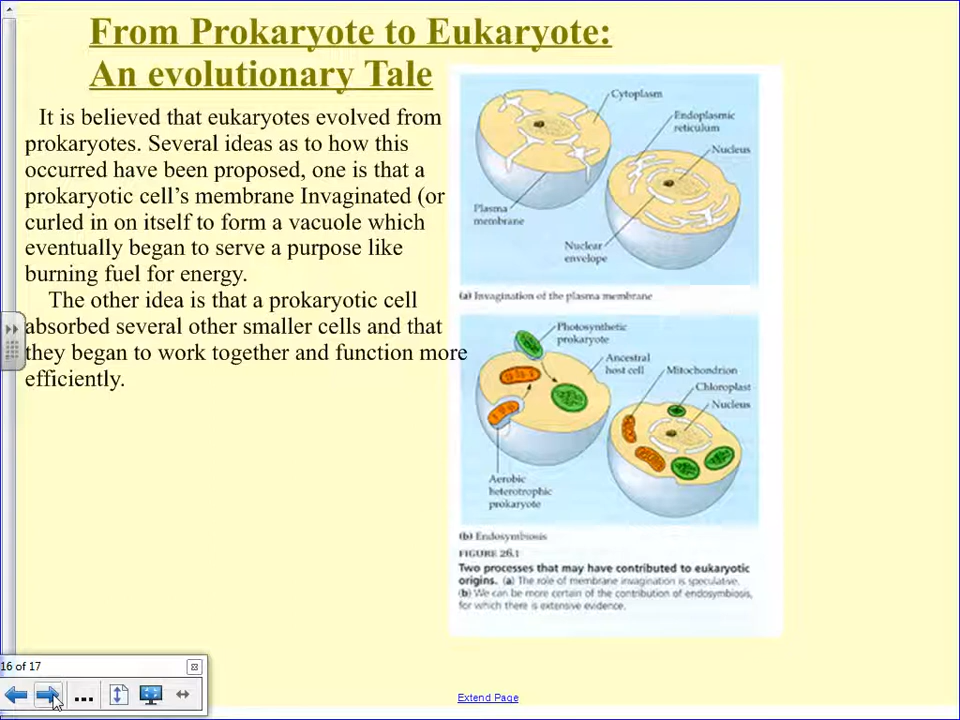 From Prokaryote to Eukaryote:
An evolutionary Tale
It is believed that eukaryotes evolved from
prokaryotes. Several ideas as to how this
occurred have been proposed, one is that a
prokaryotic cell’s membrane Invaginated (or
curled in on itself to form a vacuole which
eventually began to serve a purpose like
burning fuel for energy.
The other idea is that a prokaryotic cell
absorbed several other smaller cells and that
they began to work together and function more
efficiently.
Cytoplasm
Endoplasmic
reticulum
Nucleus
Plasma
membrane
Nuclear
envelope
(a) Invagination of the plasma membrane
Photosynthetic
prokaryote
Ancestral
host cell
Mitochondrion
Chloroplast
Nucleus
Aerobic
heterotrophic
prokaryote
(b) Endosymbiosis
FIGURE 26.1
Two processes that may have contributed to eukaryotic
origins. (a) The role of membrane invagination is speculative.
(b) We can be more certain of the contribution of endosymbiosis,
for which there is extensive evidence.
16 of 17
Extend Page